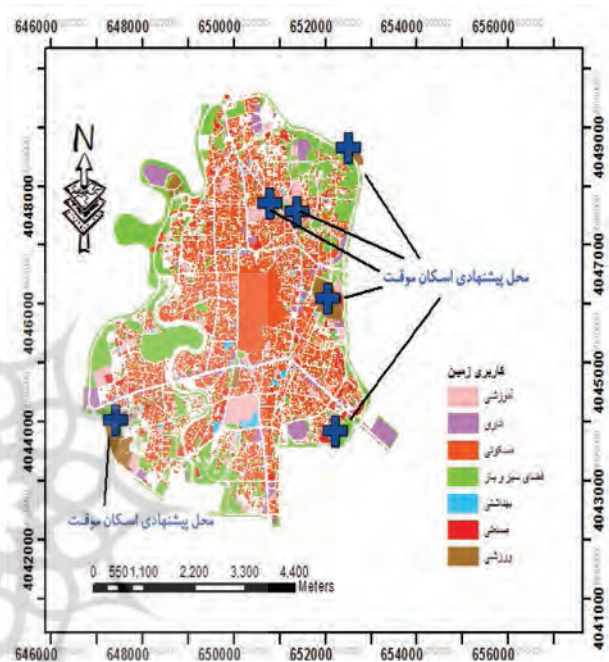 646000 648000 650000 652000 654000 656000
N
4049000
4048000
4047000
محل پیشنهادی اسکان موقت
4046000
4045000
کاربری زمین
آموزشی
اداری
مسکونی
4044000
4043000
فضای سبز و باز
بهداشتی
صنعتی
ورزشی
محل پیشنهادی اسکان موقت
4042000
0 550 1,100 2,200 3,300 4,400
Meters
4041000
646000 648000 650000 652000 654000 656000